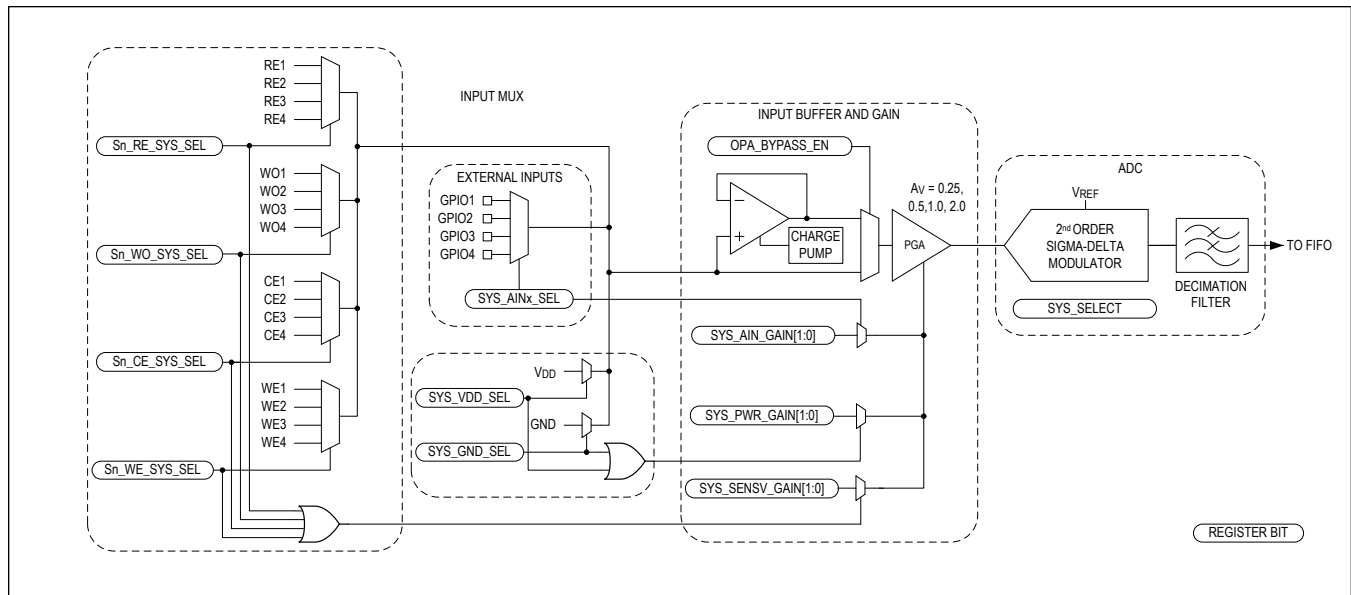 INPUT MUX
RE1
RE2
RE3
RE4
Sn_RE_SYS_SEL
WO1
WO2
WO3
WO4
Sn_WO_SYS_SEL
CE1
CE2
CE3
CE4
Sn_CE_SYS_SEL
WE1
WE2
WE3
WE4
Sn_WE_SYS_SEL
EXTERNAL INPUTS
GPIO1
GPIO2
GPIO3
GPIO4
SYS_AINx_SEL
VDD
SYS_VDD_SEL
GND
SYS_GND_SEL
INPUT BUFFER AND GAIN
OPA_BYPASS_EN
−
+
CHARGE
PUMP
AV = 0.25,
0.5,1.0, 2.0
PGA
SYS_AIN_GAIN[1:0]
SYS_PWR_GAIN[1:0]
SYS_SENSV_GAIN[1:0]
ADC
VREF
2nd ORDER
SIGMA-DELTA
MODULATOR
DECIMATION
FILTER
SYS_SELECT
TO FIFO
REGISTER BIT